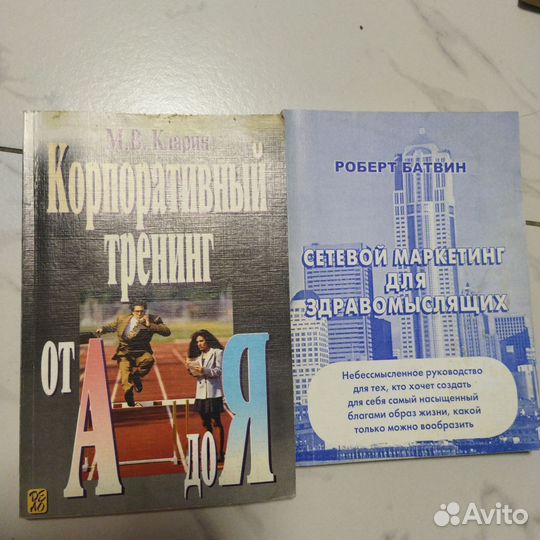 М.В. Кларин
Корпоративный
тренинг
от А
до Я
ДЕЛО
РОБЕРТ БАТВИН
СЕТЕВОЙ МАРКЕТИНГ
ДЛЯ
ЗДРАВОМЫСЛЯЩИХ
Небессмысленное руководство
для тех, кто хочет создать
для себя самый насыщенный
благами образ жизни, какой
только можно вообразить
Avito